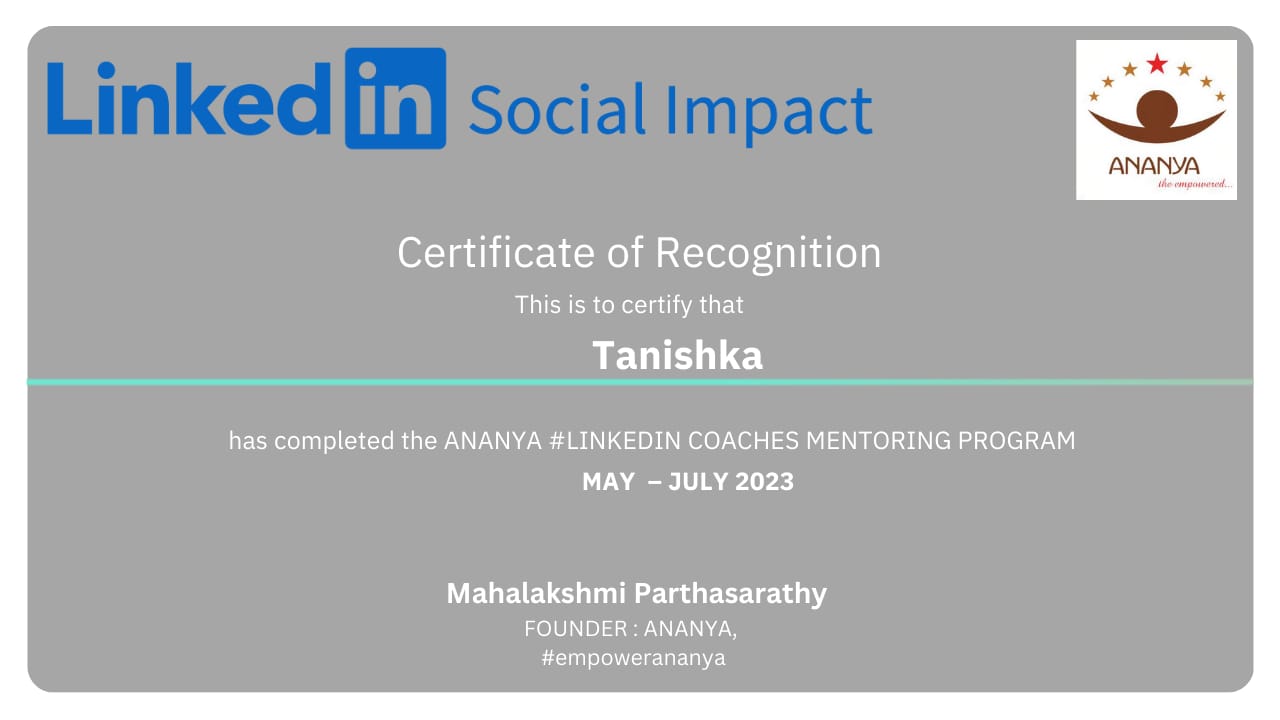 Linkedin Social Impact
ANANYA
the empowered...
Certificate of Recognition
This is to certify that
Tanishka
has completed the ANANYA #LINKEDIN COACHES MENTORING PROGRAM
MAY – JULY 2023
Mahalakshmi Parthasarathy
FOUNDER : ANANYA,
#empowerananya